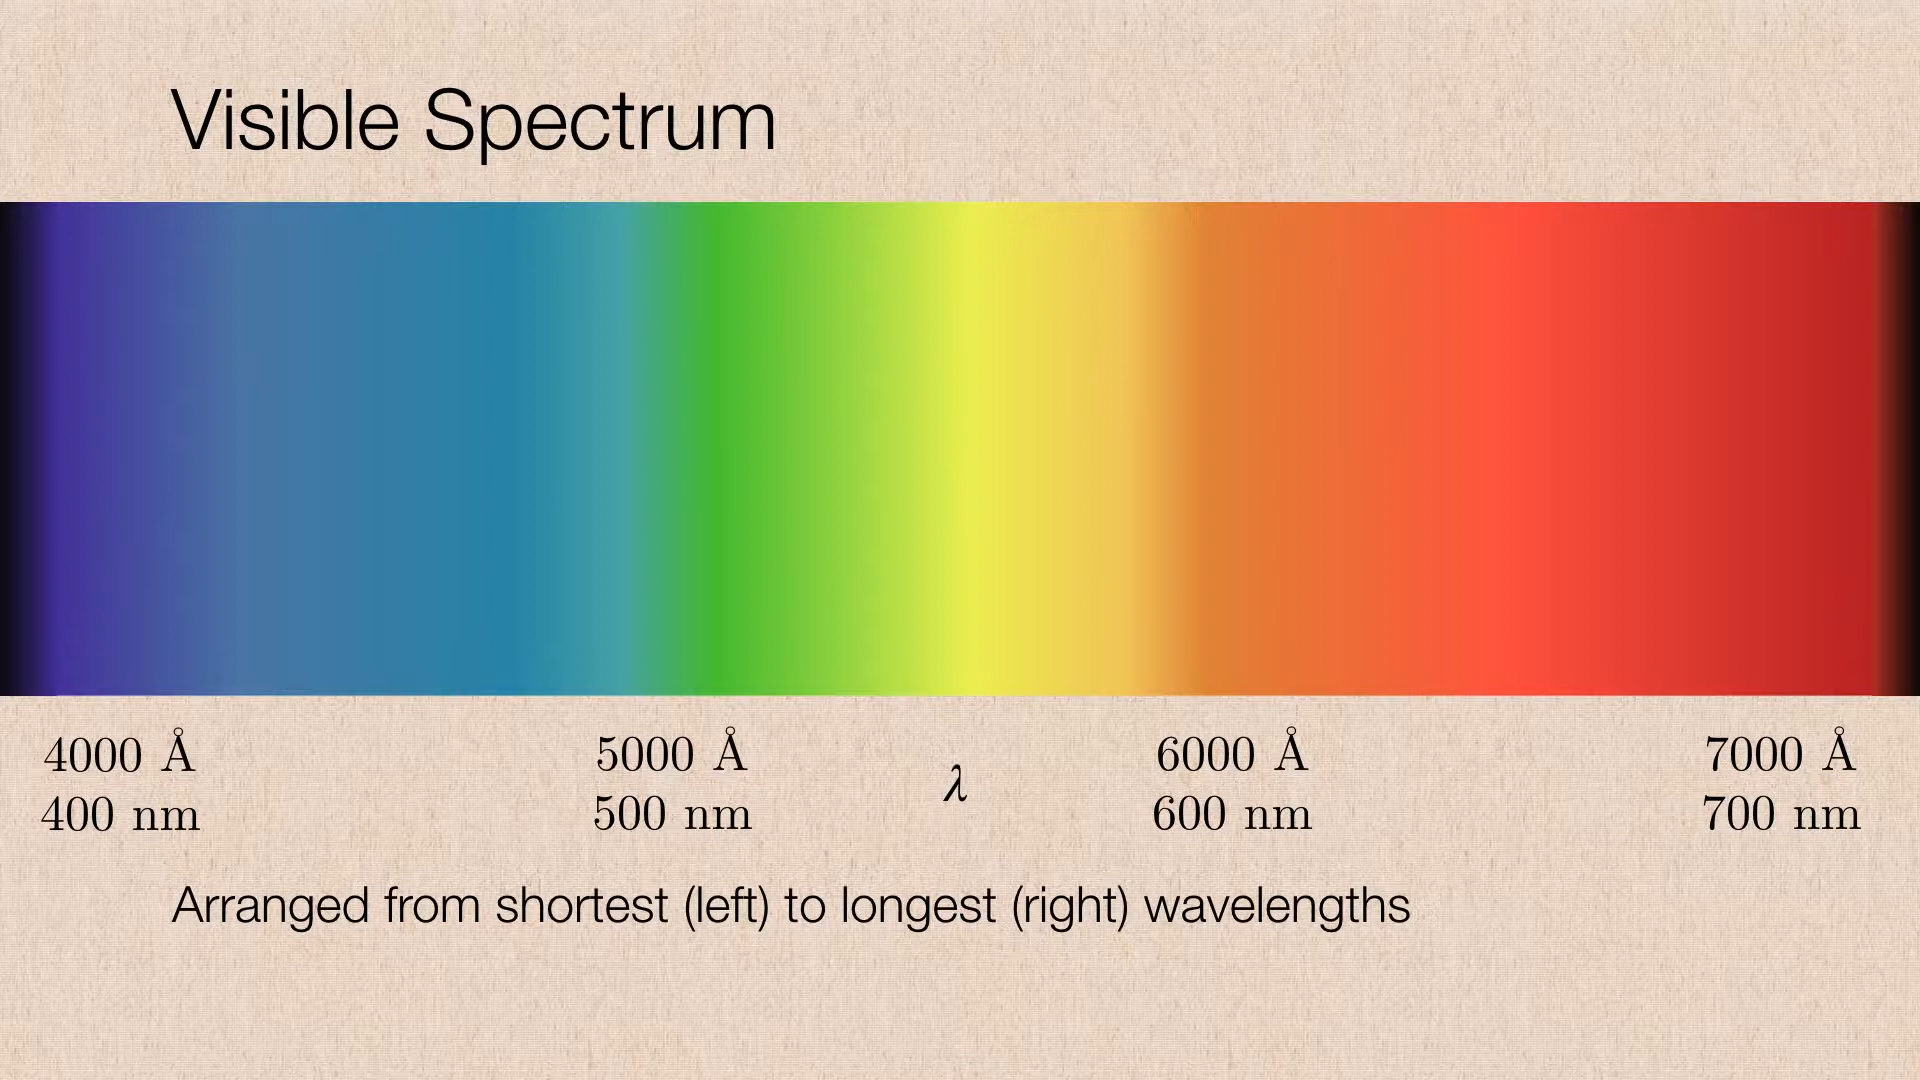 Visible Spectrum
4000 Å 5000 Å 6000 Å 7000 Å
λ
400 nm 500 nm 600 nm 700 nm
Arranged from shortest (left) to longest (right) wavelengths